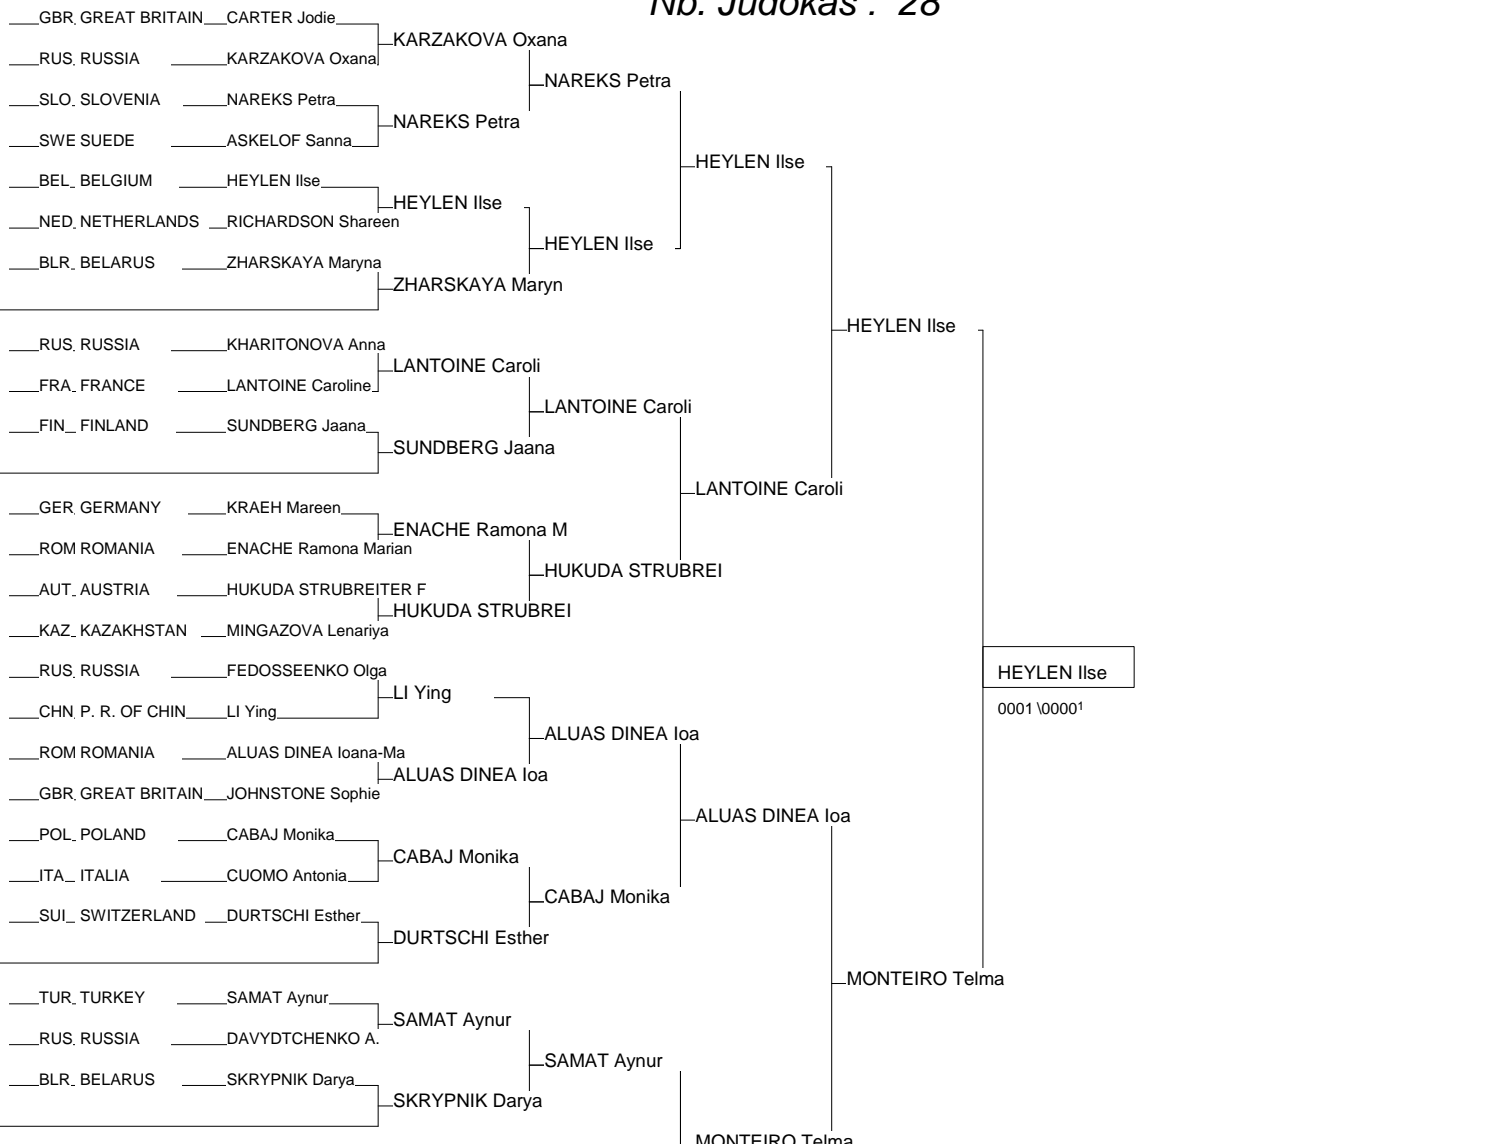 Nb. Judokas : 28
GBR GREAT BRITAIN CARTER Jodie
KARZAKOVA Oxana
RUS RUSSIA KARZAKOVA Oxana
NAREKS Petra
SLO SLOVENIA NAREKS Petra
NAREKS Petra
SWE SUEDE ASKELOF Sanna
HEYLEN Ilse
BEL BELGIUM HEYLEN Ilse
HEYLEN Ilse
NED NETHERLANDS RICHARDSON Shareen
HEYLEN Ilse
BLR BELARUS ZHARSKAYA Maryna
ZHARSKAYA Maryn
HEYLEN Ilse
RUS RUSSIA KHARITONOVA Anna
LANTOINE Caroli
FRA FRANCE LANTOINE Caroline
LANTOINE Caroli
FIN FINLAND SUNDBERG Jaana
SUNDBERG Jaana
LANTOINE Caroli
GER GERMANY KRAEH Mareen
ENACHE Ramona M
ROM ROMANIA ENACHE Ramona Marian
HUKUDA STRUBREI
AUT AUSTRIA HUKUDA STRUBREITER F
HUKUDA STRUBREI
KAZ KAZAKHSTAN MINGAZOVA Lenariya
RUS RUSSIA FEDOSSEENKO Olga
HEYLEN Ilse
LI Ying
CHN P. R. OF CHIN LI Ying
0001 \0000¹
ALUAS DINEA Ioa
ROM ROMANIA ALUAS DINEA Ioana-Ma
ALUAS DINEA Ioa
GBR GREAT BRITAIN JOHNSTONE Sophie
ALUAS DINEA Ioa
POL POLAND CABAJ Monika
CABAJ Monika
ITA ITALIA CUOMO Antonia
CABAJ Monika
SUI SWITZERLAND DURTSCHI Esther
DURTSCHI Esther
MONTEIRO Telma
TUR TURKEY SAMAT Aynur
SAMAT Aynur
RUS RUSSIA DAVYDTCHENKO A.
SAMAT Aynur
BLR BELARUS SKRYPNIK Darya
SKRYPNIK Darya
MONTEIRO Telma